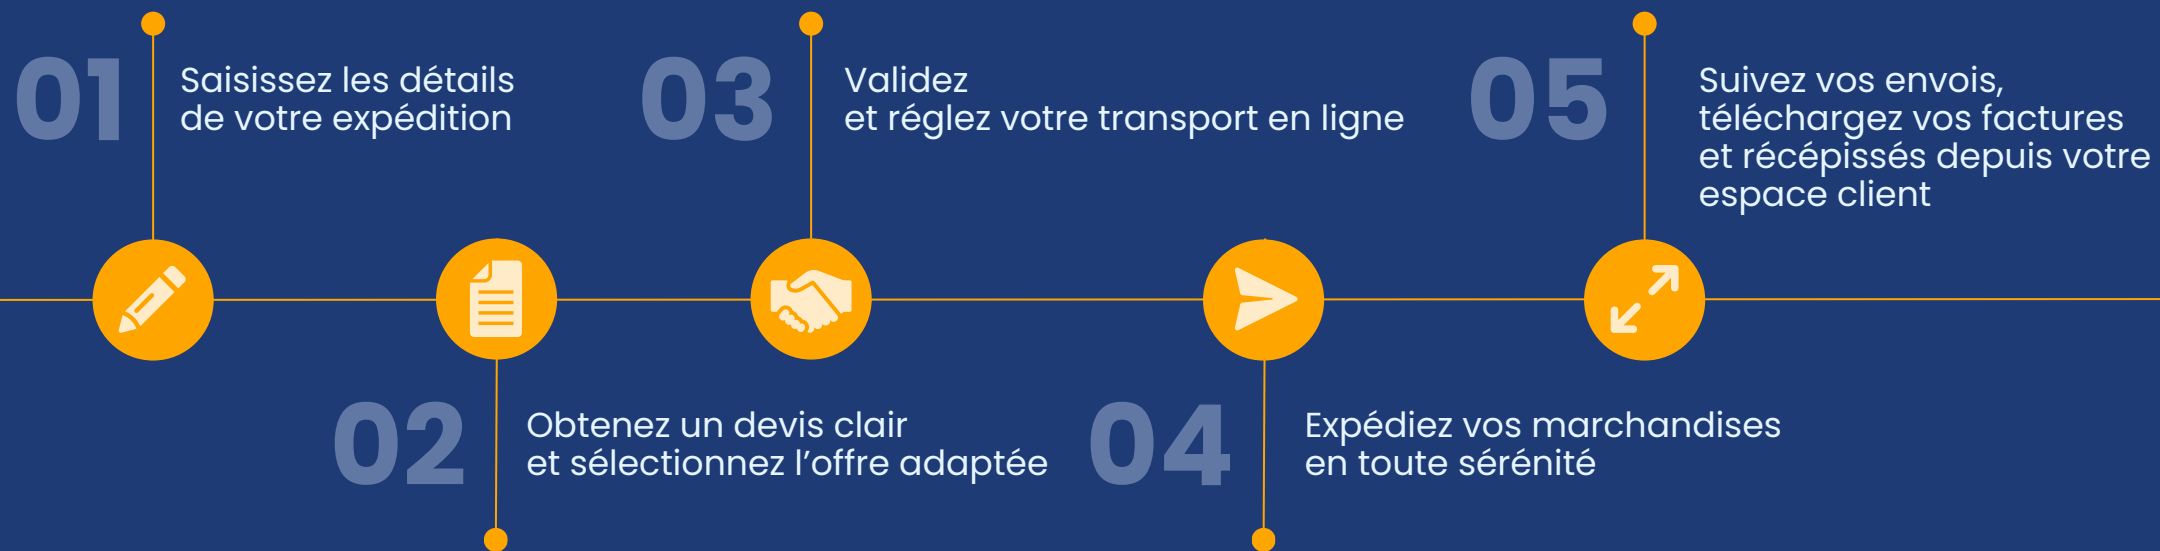 01
Saisissez les détails
de votre expédition
02
Obtenez un devis clair
et sélectionnez l’offre adaptée
03
Validez
et réglez votre transport en ligne
04
Expédiez vos marchandises
en toute sérénité
05
Suivez vos envois,
téléchargez vos factures
et récépissés depuis votre
espace client